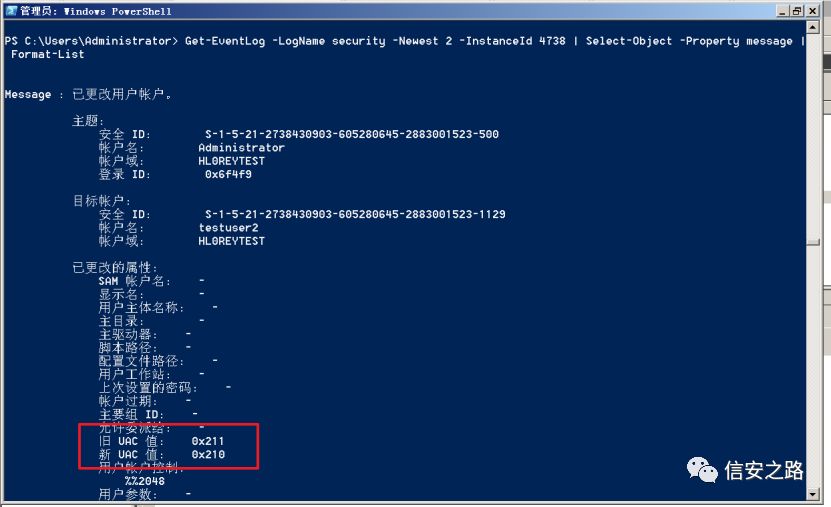 管理员: Windows PowerShell
PS C:\Users\Administrator> Get-EventLog -LogName security -Newest 2 -InstanceId 4738 | Select-Object -Property message |
Format-List
Message : 已更改用户帐户。
主题:
安全 ID: S-1-5-21-2738430903-605280645-2883001523-500
帐户名: Administrator
帐户域: HL0REYTEST
登录 ID: 0x6f4f9
目标帐户:
安全 ID: S-1-5-21-2738430903-605280645-2883001523-1129
帐户名: testuser2
帐户域: HL0REYTEST
已更改的属性:
SAM 帐户名: -
显示名: -
用户主体名称: -
主目录: -
主驱动器: -
脚本路径: -
配置文件路径: -
用户工作站: -
上次设置的密码: -
帐户过期: -
主要组 ID: -
允许委派给: -
旧 UAC 值: 0x211
新 UAC 值: 0x210
用户帐户控制:
%%2048
用户参数: -
信安之路